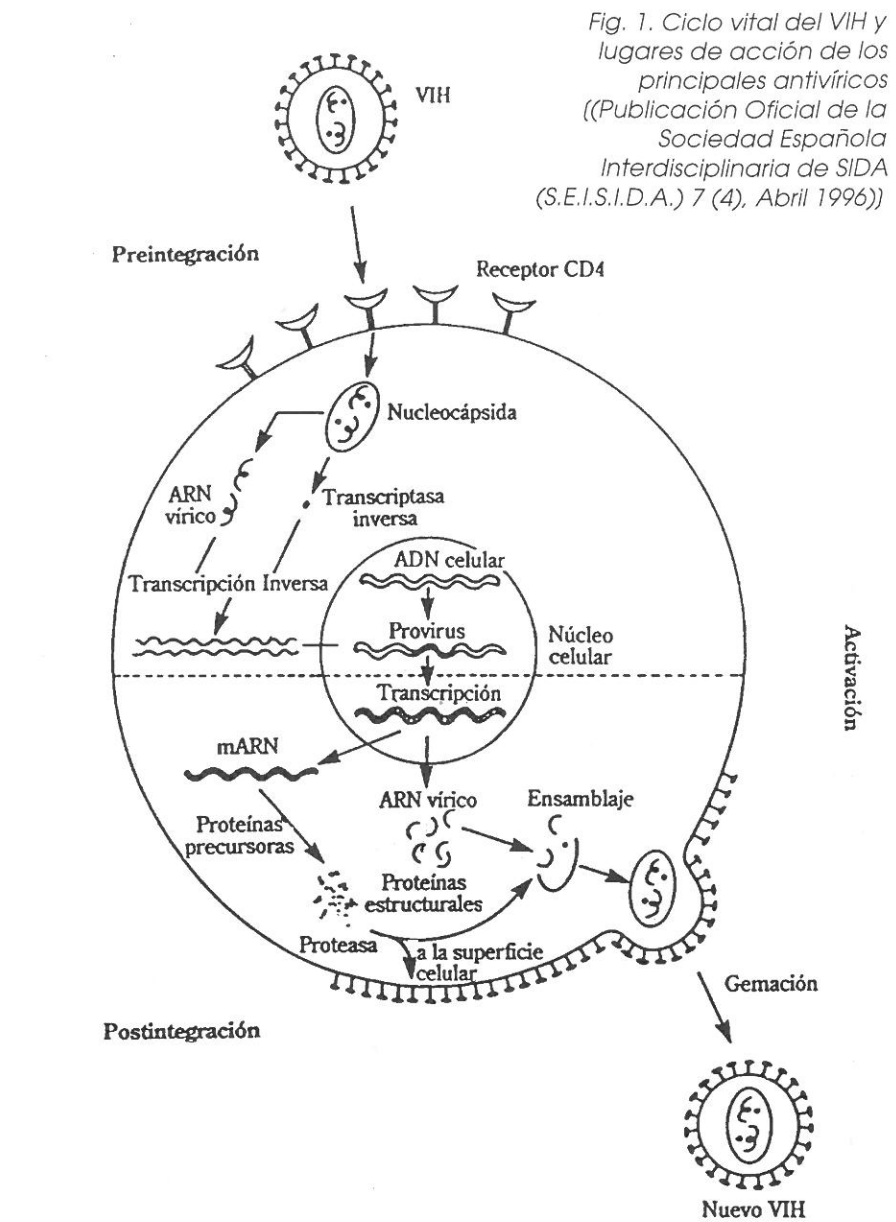 Fig. 1. Ciclo vital del VIH y
lugares de acción de los
principales antivíricos
((Publicación Oficial de la
Sociedad Española
Interdisciplinaria de SIDA
(S.E.I.S.I.D.A.) 7 (4), Abril 1996))
VIH
Preintegración
Receptor CD4
Nucleocápsida
ARN
vírico
Transcriptasa
inversa
ADN celular
Transcripción Inversa
Provirus
Núcleo
celular
Activación
Transcripción
mARN
ARN vírico
Ensamblaje
Proteínas
precursoras
Proteínas
estructurales
Proteasa
a la superficie
celular
Gemación
Postintegración
Nuevo VIH